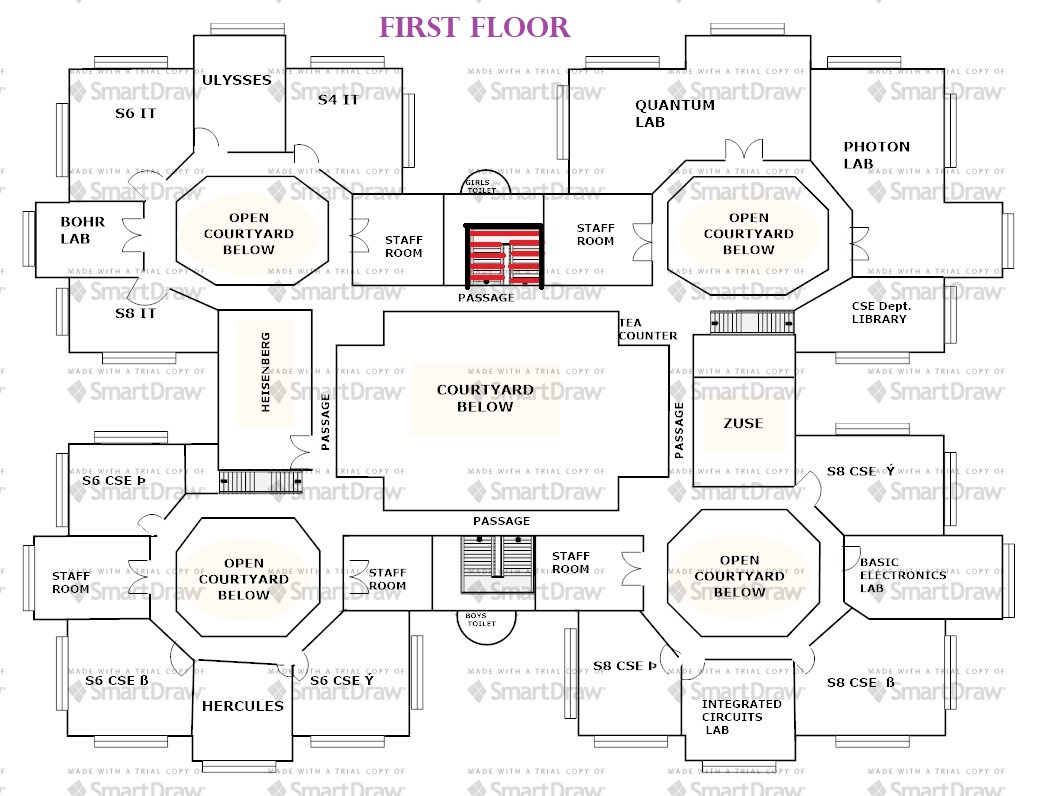 FIRST FLOOR
ULYSSES
S6 IT
S4 IT
QUANTUM
LAB
PHOTON
LAB
GIRLS
TOILET
BOHR
LAB
OPEN
COURTYARD
BELOW
STAFF
ROOM
STAFF
ROOM
OPEN
COURTYARD
BELOW
PASSAGE
S8 IT
CSE Dept.
LIBRARY
TEA
COUNTER
HEISENBERG
PASSAGE
COURTYARD
BELOW
PASSAGE
ZUSE
S6 CSE Þ
S8 CSE Ý
PASSAGE
STAFF
ROOM
OPEN
COURTYARD
BELOW
STAFF
ROOM
STAFF
ROOM
OPEN
COURTYARD
BELOW
BASIC
ELECTRONICS
LAB
BOYS
TOILET
S6 CSE ß
HERCULES
S6 CSE Ý
S8 CSE Þ
INTEGRATED
CIRCUITS
LAB
S8 CSE ß
MADE WITH A TRIAL COPY OF
SmartDraw